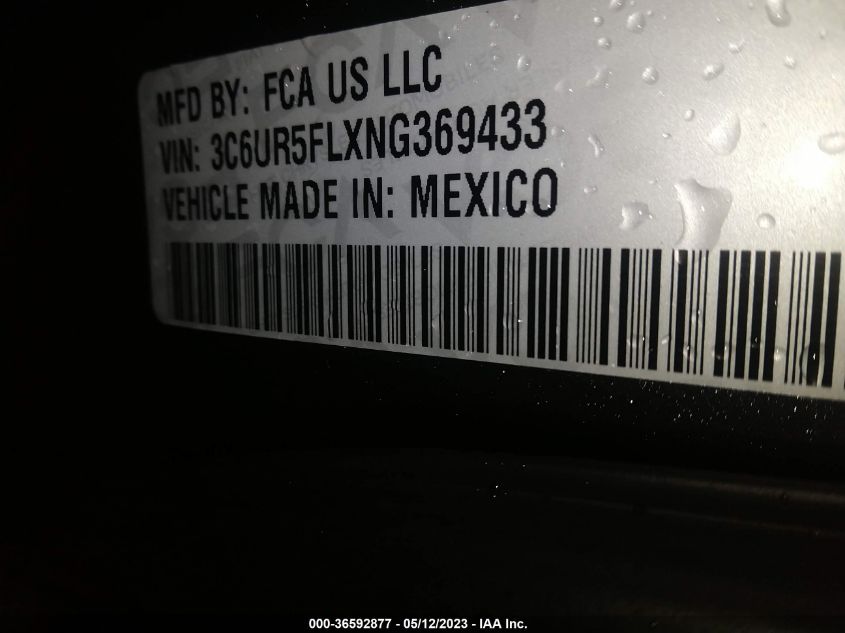 MFD BY: FCA US LLC
VIN: 3C6UR5FLXNG369433
VEHICLE MADE IN: MEXICO
000-36592877 - 05/12/2023 - IAA Inc.